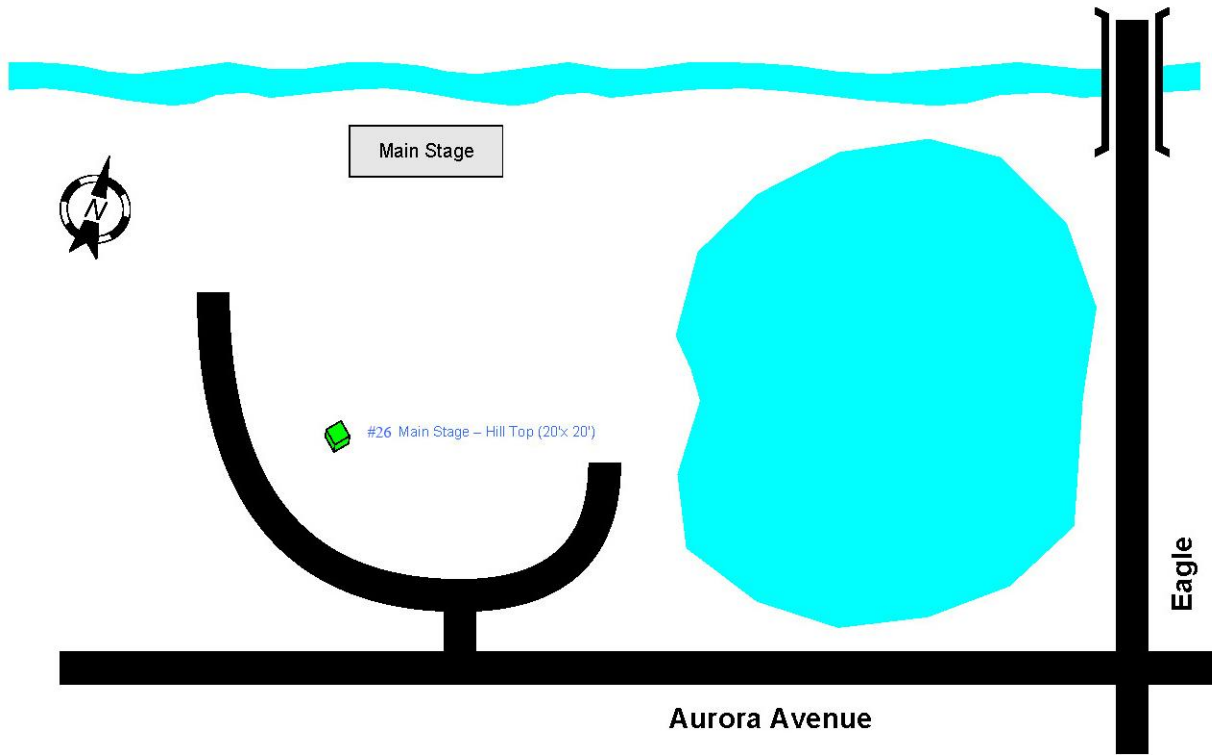 Main Stage
N
#26 Main Stage – Hill Top (20'x 20')
Eagle
Aurora Avenue